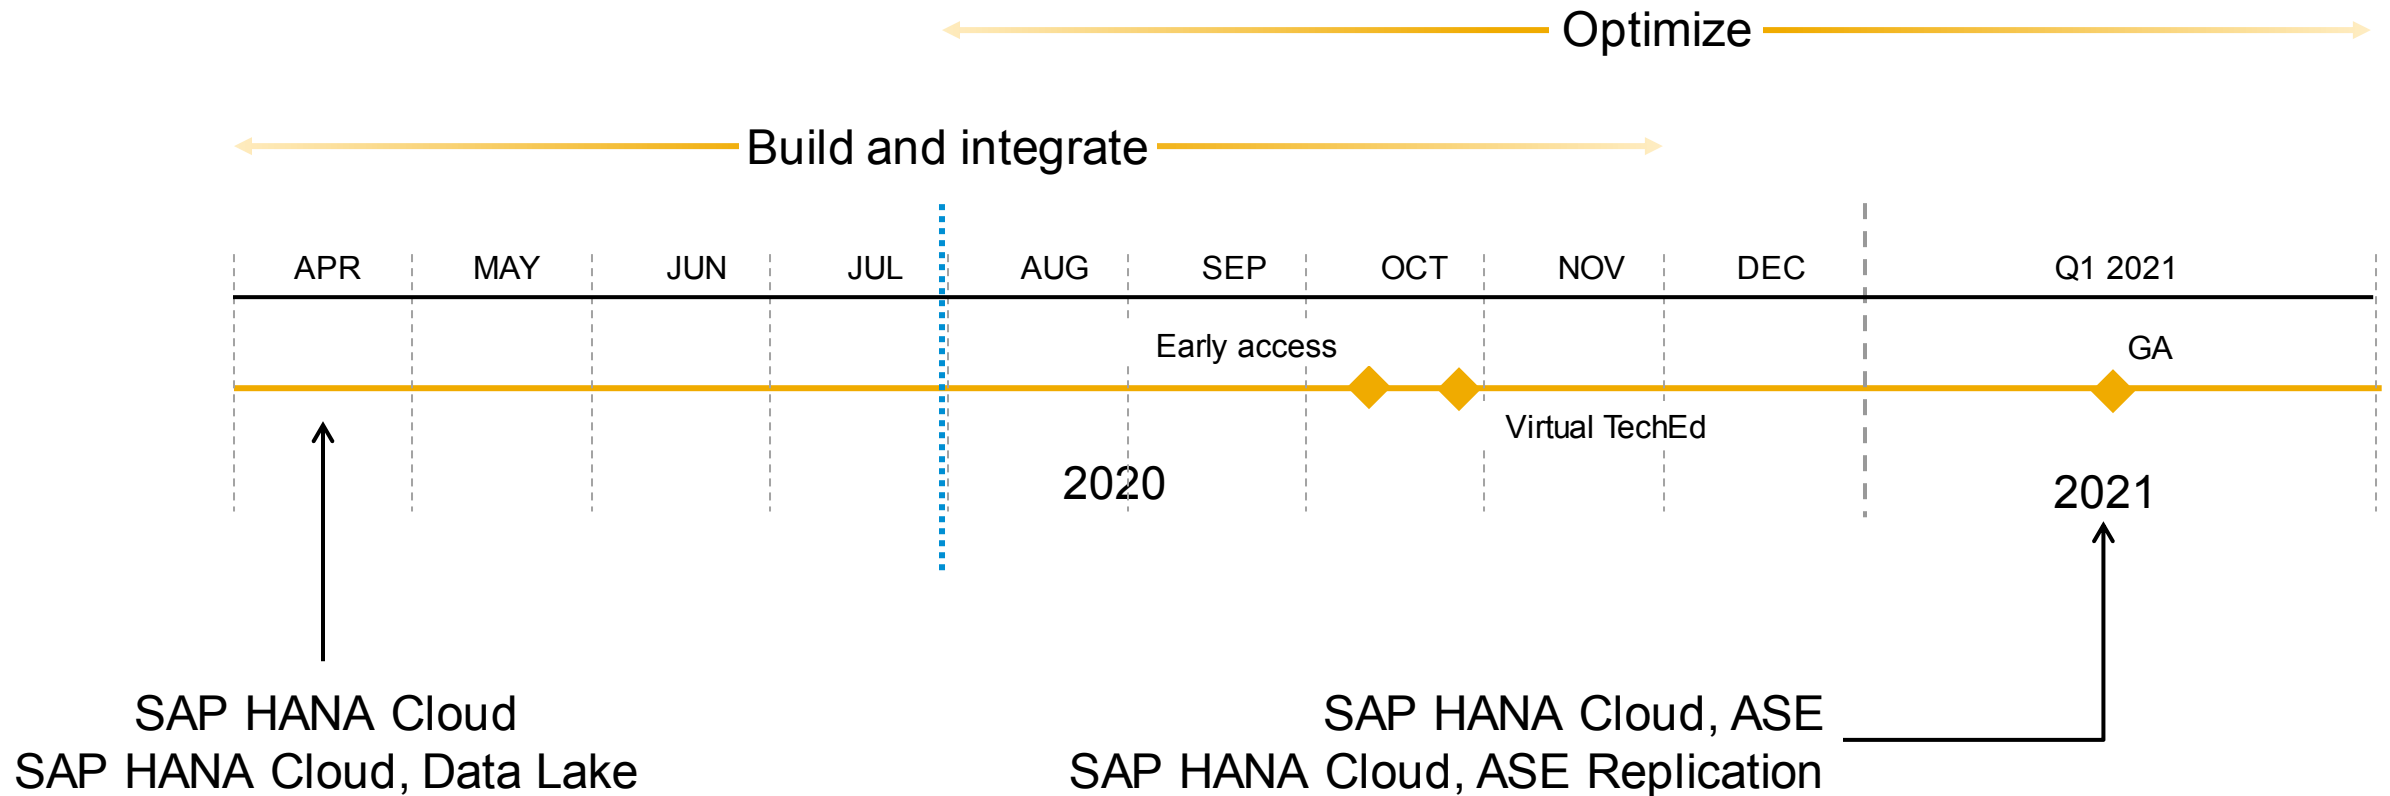 Optimize
Build and integrate
APR MAY JUN JUL AUG SEP OCT NOV DEC Q1 2021
Early access
GA
Virtual TechEd
2020
2021
SAP HANA Cloud
SAP HANA Cloud, Data Lake
SAP HANA Cloud, ASE
SAP HANA Cloud, ASE Replication